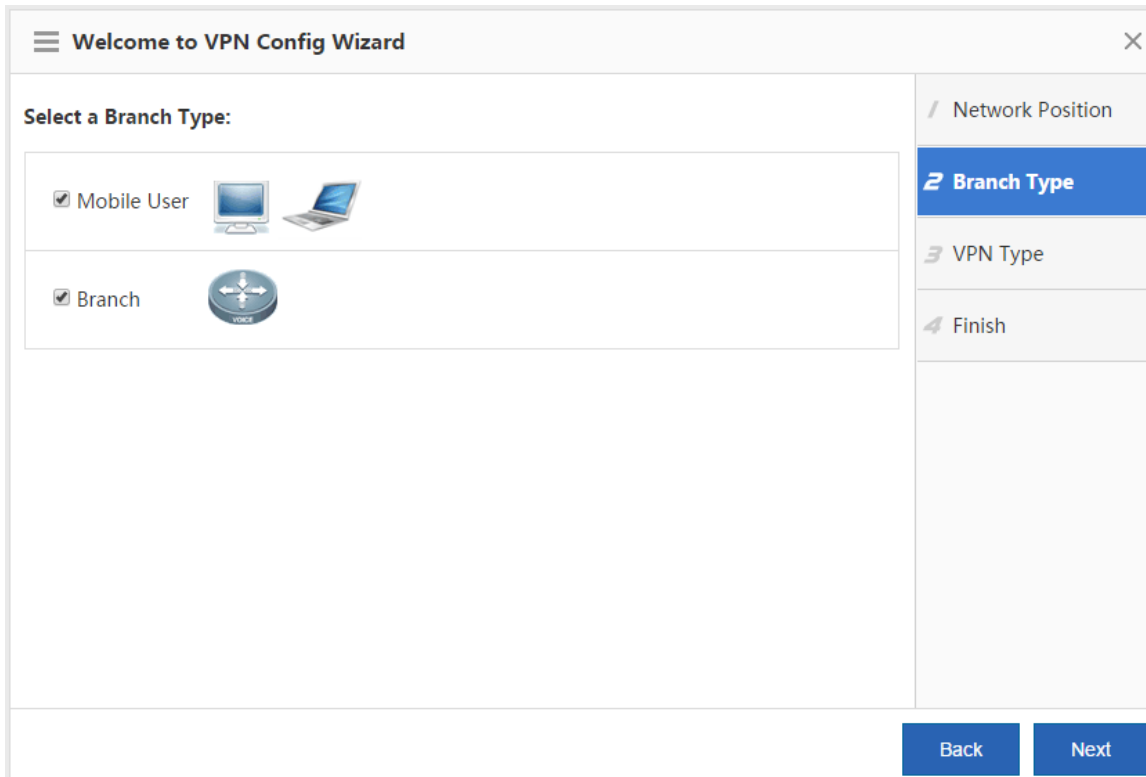 Welcome to VPN Config Wizard
Select a Branch Type:
Mobile User
Branch
VOICE
1 Network Position
2 Branch Type
3 VPN Type
4 Finish
Back
Next